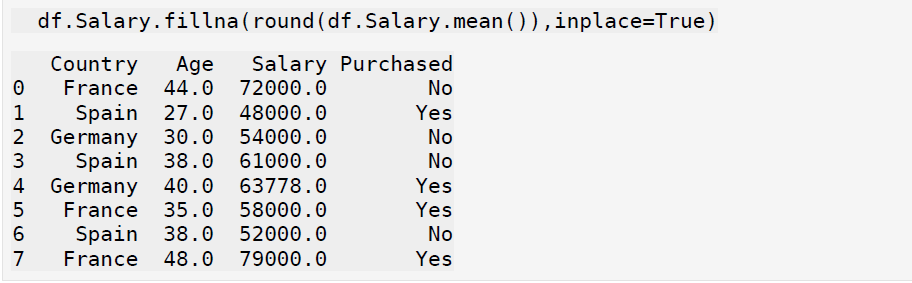 df.Salary.fillna(round(df.Salary.mean()),inplace=True)
Country Age Salary Purchased
0 France 44.0 72000.0 No
1 Spain 27.0 48000.0 Yes
2 Germany 30.0 54000.0 No
3 Spain 38.0 61000.0 No
4 Germany 40.0 63778.0 Yes
5 France 35.0 58000.0 Yes
6 Spain 38.0 52000.0 No
7 France 48.0 79000.0 Yes